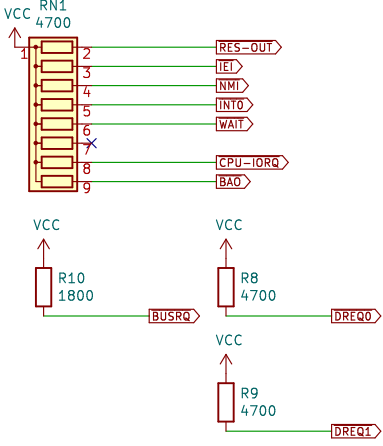 RN1
VCC 4700
1
2 RES-OUT
3 IEI
4 NMI
5 INT0
6 WAIT
7
8 CPU-IORQ
9 BAO
VCC VCC
R10 R8
1800 4700
BUSRQ DREQ0
VCC
R9
4700
DREQ1